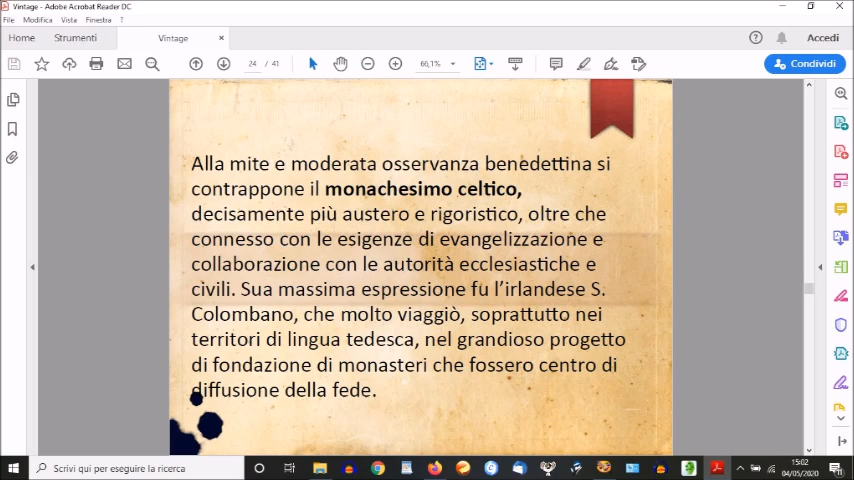 Vintage - Adobe Acrobat Reader DC
File Modifica Vista Finestra ?
Home Strumenti Vintage × Accedi
24 / 41 66,1% Condividi
Alla mite e moderata osservanza benedettina si
contrappone il monachesimo celtico,
decisamente più austero e rigoristico, oltre che
connesso con le esigenze di evangelizzazione e
collaborazione con le autorità ecclesiastiche e
civili. Sua massima espressione fu l'irlandese S.
Colombano, che molto viaggiò, soprattutto nei
territori di lingua tedesca, nel grandioso progetto
di fondazione di monasteri che fossero centro di
diffusione della fede.
Scrivi qui per eseguire la ricerca
15:02
04/05/2020